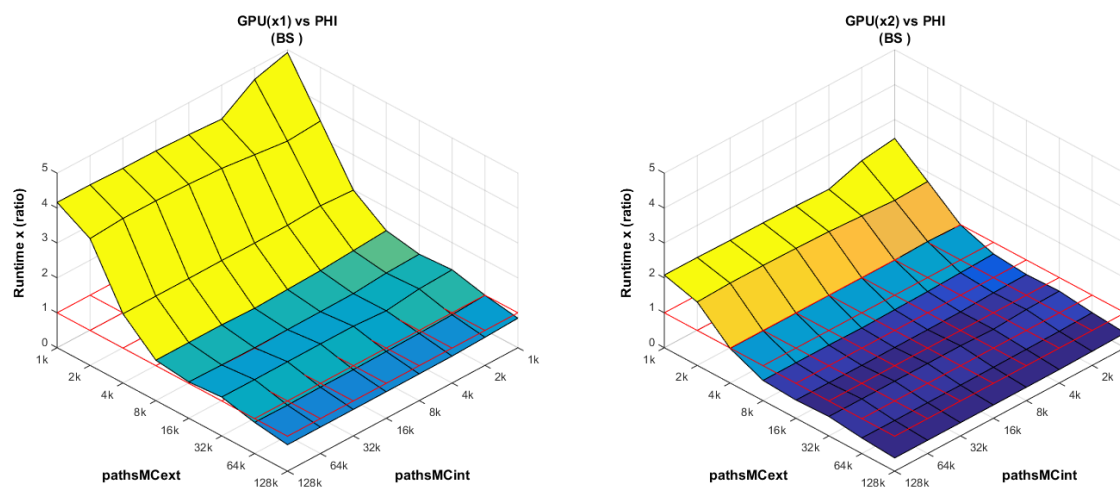 GPU(x1) vs PHI
(BS )
Runtime x (ratio)
5
4
3
2
1
0
1k
2k
4k
8k
16k
32k
64k
128k
pathsMCext
128k
64k
32k
16k
8k
4k
2k
1k
pathsMCint
GPU(x2) vs PHI
(BS )
Runtime x (ratio)
5
4
3
2
1
0
1k
2k
4k
8k
16k
32k
64k
128k
pathsMCext
128k
64k
32k
16k
8k
4k
2k
pathsMCint